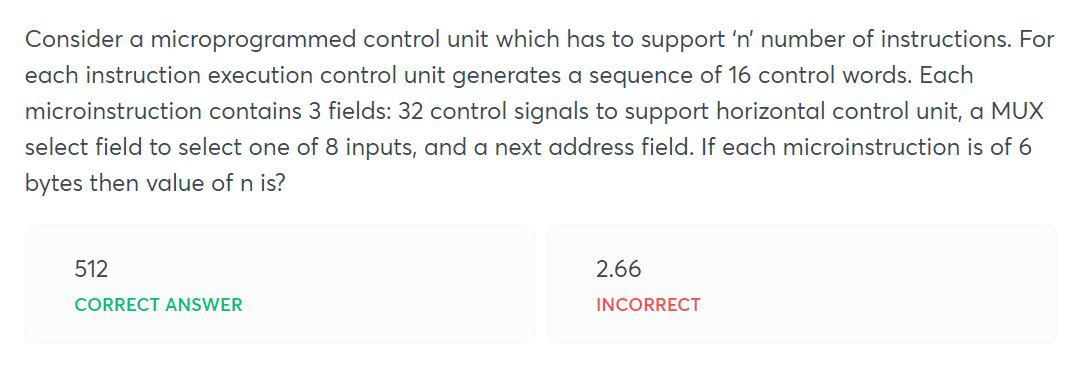 Consider a microprogrammed control unit which has to support ‘n’ number of instructions. For
each instruction execution control unit generates a sequence of 16 control words. Each
microinstruction contains 3 fields: 32 control signals to support horizontal control unit, a MUX
select field to select one of 8 inputs, and a next address field. If each microinstruction is of 6
bytes then value of n is?
512
CORRECT ANSWER
2.66
INCORRECT